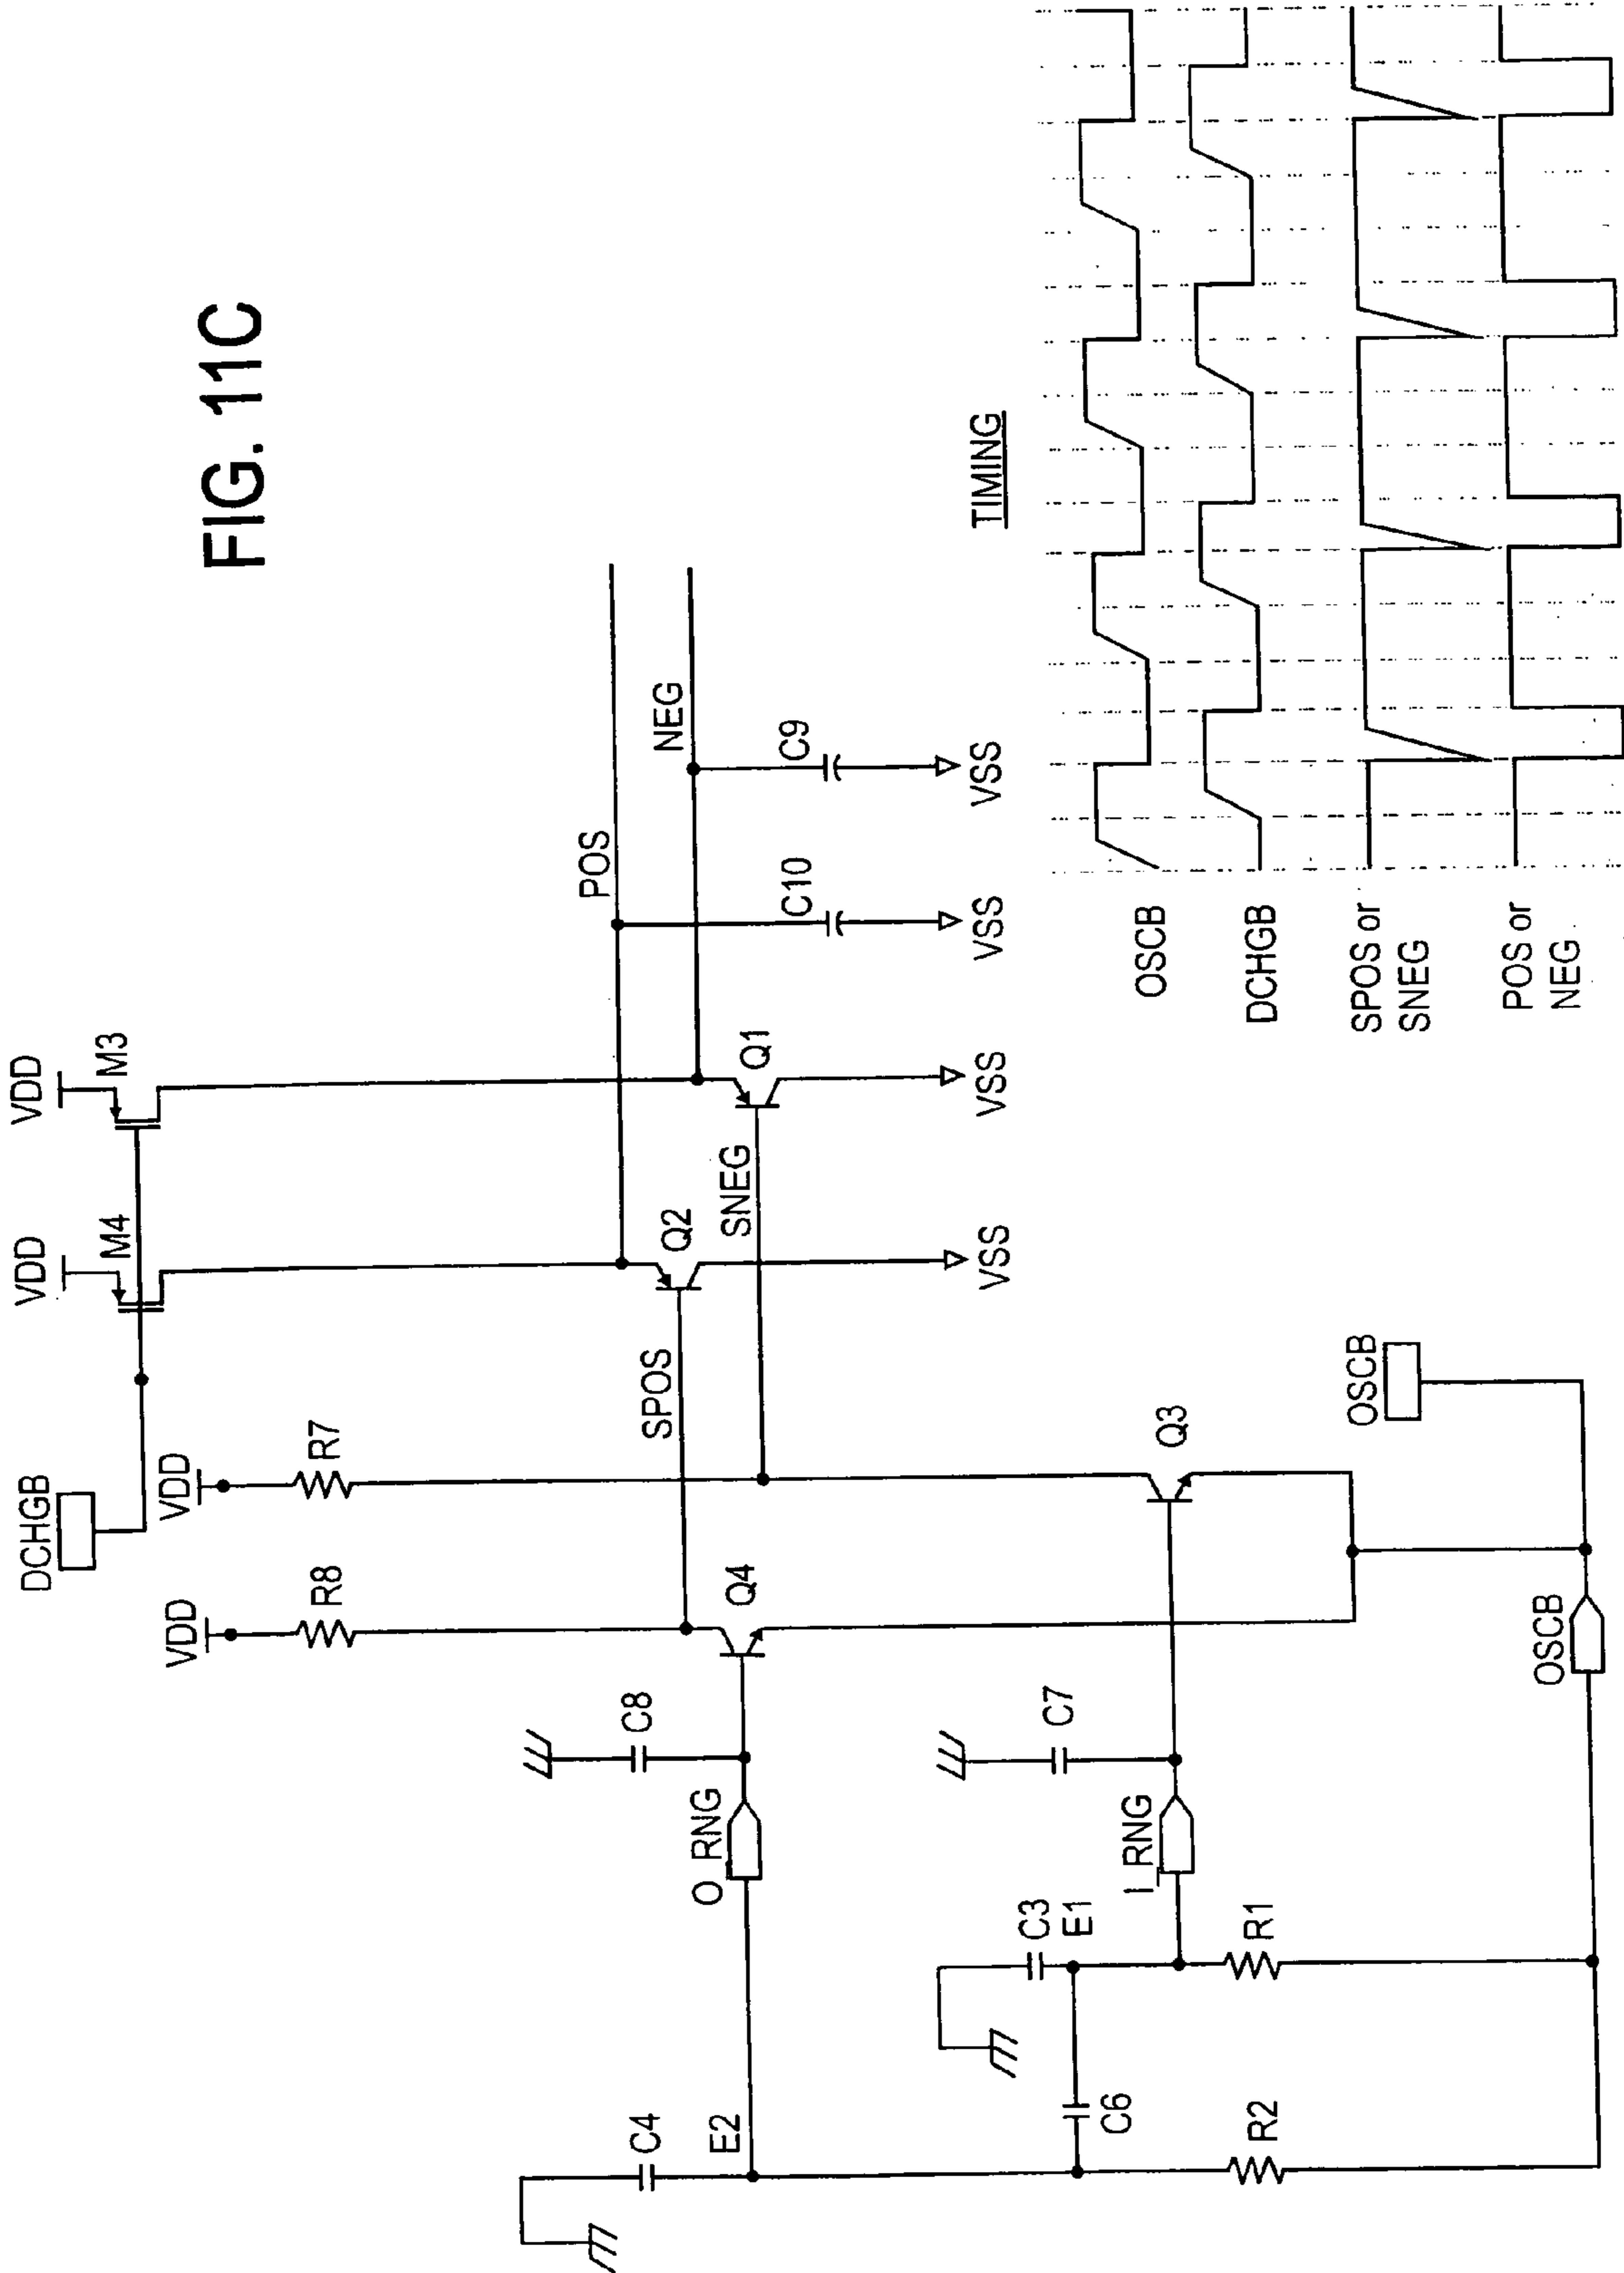 FIG. 11C
DCHGB
VDD
M4
VDD
M3
VDD
R8
VDD
R7
POS
NEG
SPOS
Q2
SNEG
Q1
C10
C9
VSS
VSS
VSS
VSS
C4
E2
O_RNG
C8
Q4
C3
E1
I_RNG
C7
Q3
C6
R2
R1
OSCB
OSCB
TIMING
OSCB
DCHGB
SPOS or
SNEG
POS or
NEG